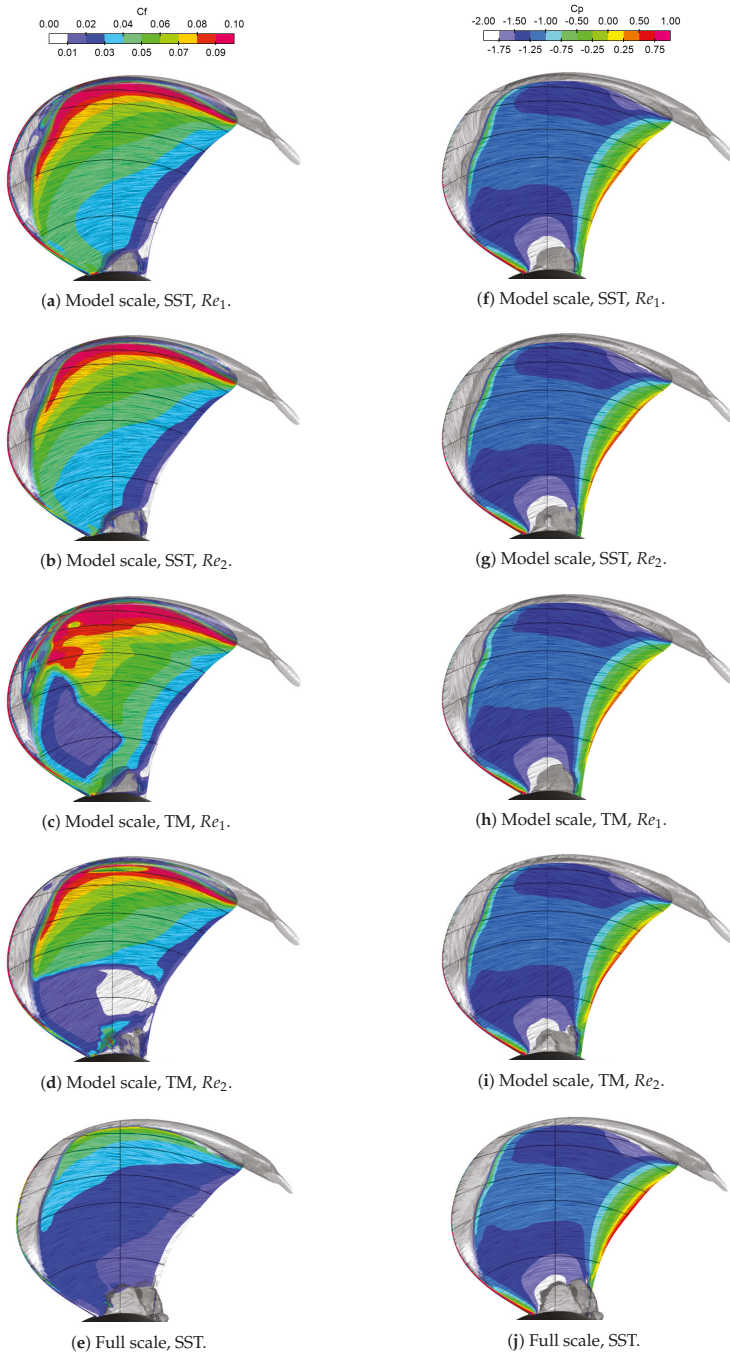 Cf
0.00 0.02 0.04 0.06 0.08 0.10
0.01 0.03 0.05 0.07 0.09
(a) Model scale, SST, Re1.
(b) Model scale, SST, Re2.
(c) Model scale, TM, Re1.
(d) Model scale, TM, Re2.
(e) Full scale, SST.
Cp
-2.00 -1.50 -1.00 -0.50 0.00 0.50 1.00
-1.75 -1.25 -0.75 -0.25 0.25 0.75
(f) Model scale, SST, Re1.
(g) Model scale, SST, Re2.
(h) Model scale, TM, Re1.
(i) Model scale, TM, Re2.
(j) Full scale, SST.